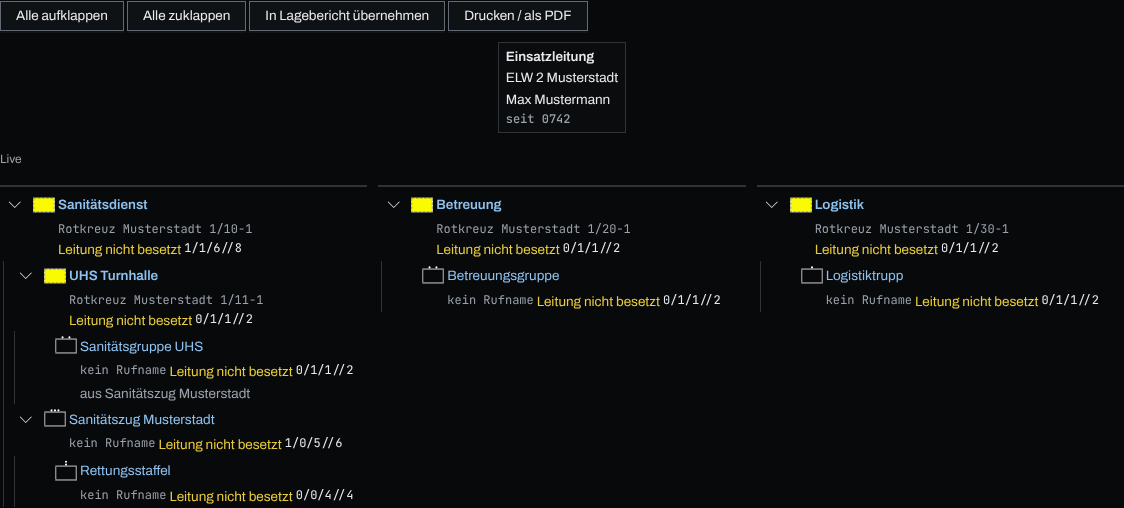 Alle aufklappen Alle zuklappen In Lagebericht übernehmen Drucken / als PDF
Einsatzleitung
ELW 2 Musterstadt
Max Mustermann
seit 0742
Live
Sanitätsdienst
Rotkreuz Musterstadt 1/10-1
Leitung nicht besetzt 1/1/6//8
UHS Turnhalle
Rotkreuz Musterstadt 1/11-1
Leitung nicht besetzt 0/1/1//2
Sanitätsgruppe UHS
kein Rufname Leitung nicht besetzt 0/1/1//2
aus Sanitätszug Musterstadt
Sanitätszug Musterstadt
kein Rufname Leitung nicht besetzt 1/0/5//6
Rettungsstaffel
kein Rufname Leitung nicht besetzt 0/0/4//4
Betreuung
Rotkreuz Musterstadt 1/20-1
Leitung nicht besetzt 0/1/1//2
Betreuungsgruppe
kein Rufname Leitung nicht besetzt 0/1/1//2
Logistik
Rotkreuz Musterstadt 1/30-1
Leitung nicht besetzt 0/1/1//2
Logistiktrupp
kein Rufname Leitung nicht besetzt 0/1/1//2